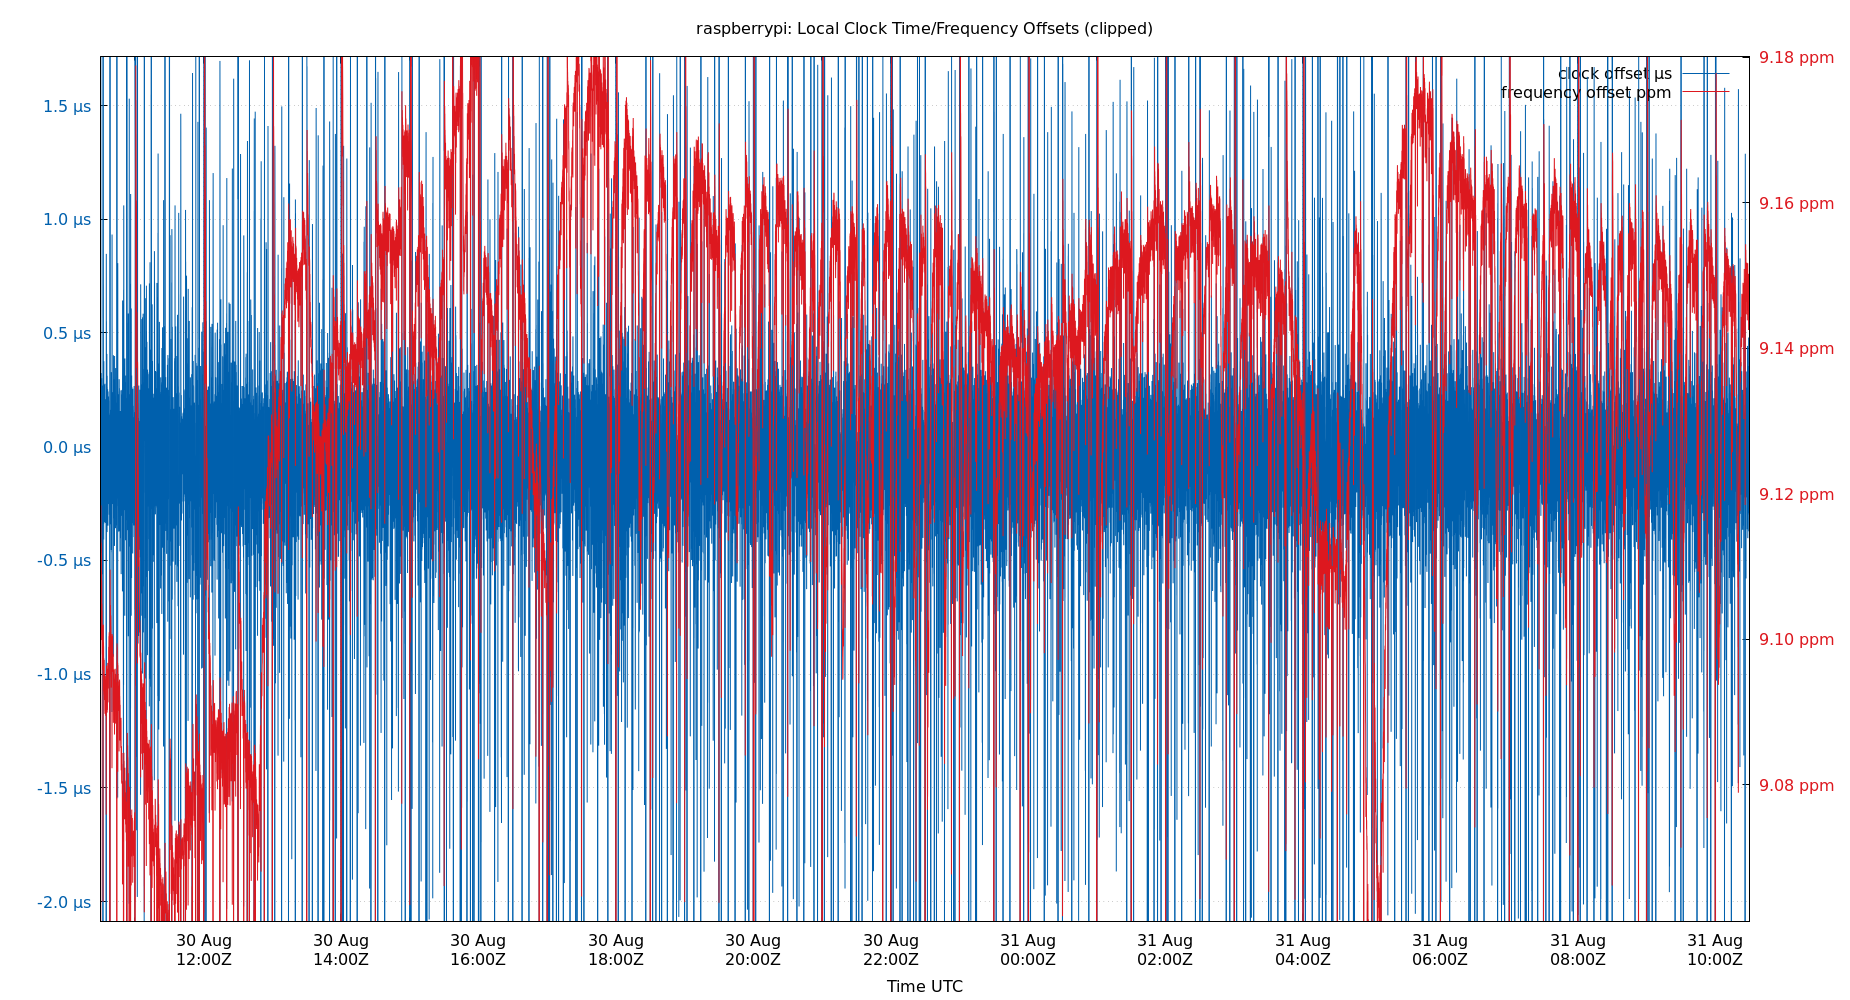 raspberrypi: Local Clock Time/Frequency Offsets (clipped)
clock offset µs
frequency offset ppm
1.5 µs
1.0 µs
0.5 µs
0.0 µs
-0.5 µs
-1.0 µs
-1.5 µs
-2.0 µs
9.18 ppm
9.16 ppm
9.14 ppm
9.12 ppm
9.10 ppm
9.08 ppm
30 Aug 30 Aug 30 Aug 30 Aug 30 Aug 30 Aug 31 Aug 31 Aug 31 Aug 31 Aug 31 Aug 31 Aug
12:00Z 14:00Z 16:00Z 18:00Z 20:00Z 22:00Z 00:00Z 02:00Z 04:00Z 06:00Z 08:00Z 10:00Z
Time UTC